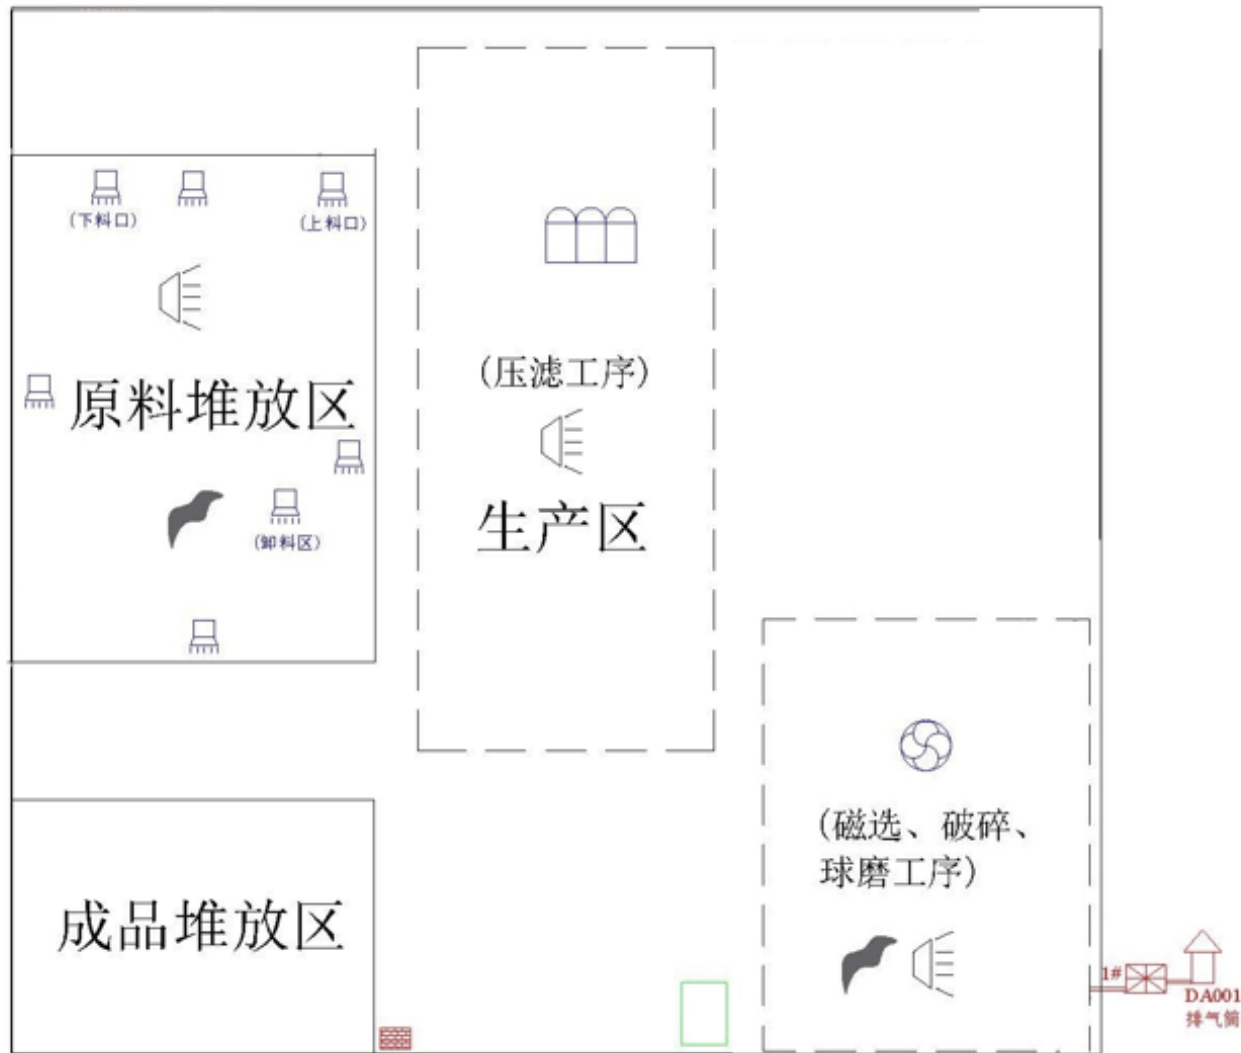 (下料口)
(上料口)
原料堆放区
(卸料区)
(压滤工序)
生产区
(磁选、破碎、
球磨工序)
成品堆放区
1#
DA001
排气筒